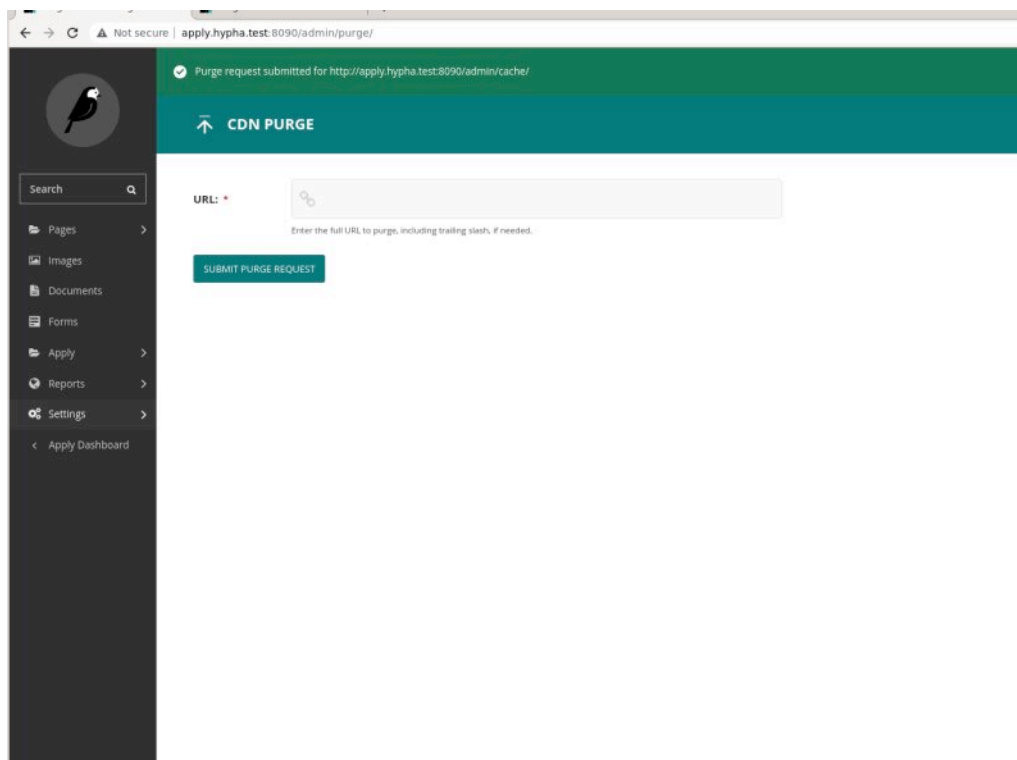 Not secure | apply.hypha.test:8090/admin/purge/
Purge request submitted for http://apply.hypha.test:8090/admin/cache/
CDN PURGE
Search
URL: *
Enter the full URL to purge, including trailing slash, if needed.
SUBMIT PURGE REQUEST
Pages
Images
Documents
Forms
Apply
Reports
Settings
Apply Dashboard